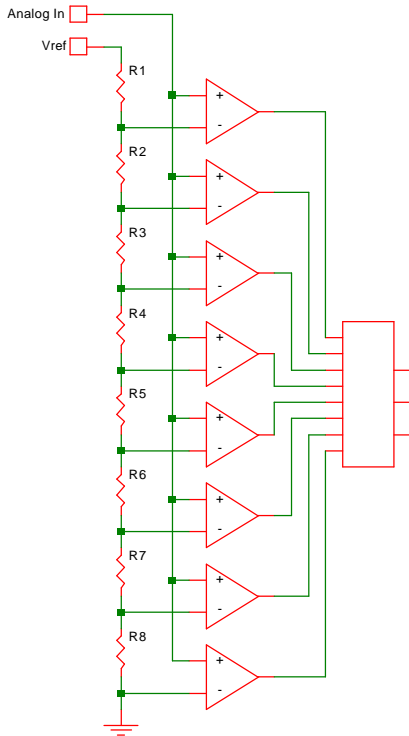 Analog In
Vref
R1
+
-
R2
+
-
R3
+
-
R4
+
-
R5
+
-
R6
+
-
R7
+
-
R8
+
-